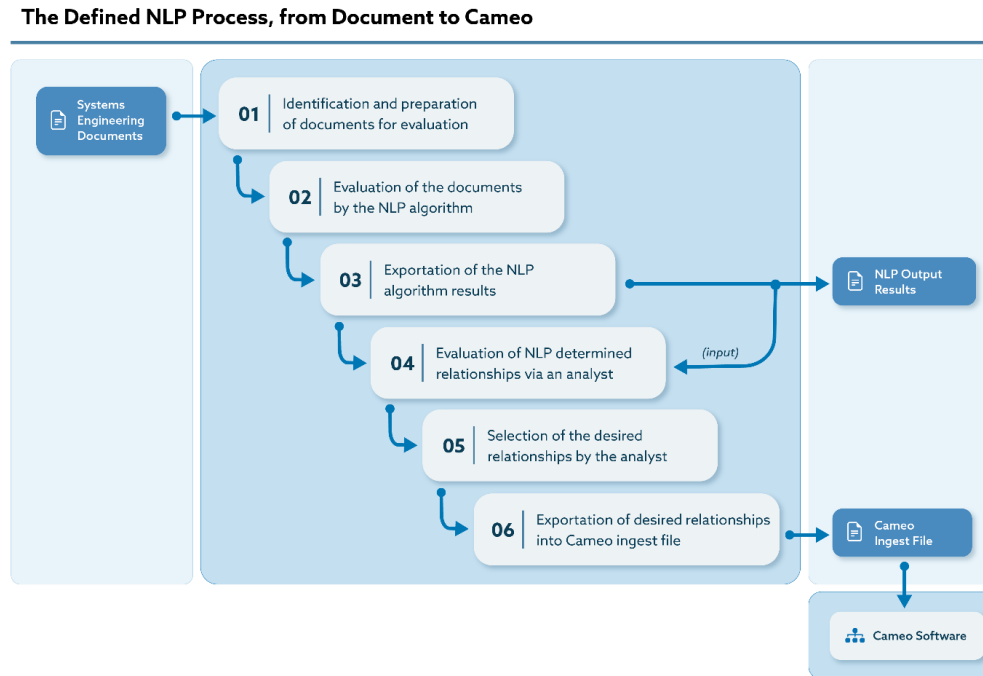 The Defined NLP Process, from Document to Cameo
Systems
Engineering
Documents
01
Identification and preparation
of documents for evaluation
02
Evaluation of the documents
by the NLP algorithm
03
Exportation of the NLP
algorithm results
NLP Output
Results
04
Evaluation of NLP determined
relationships via an analyst
(input)
05
Selection of the desired
relationships by the analyst
06
Exportation of desired relationships
into Cameo ingest file
Cameo
Ingest File
Cameo Software